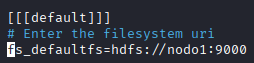 [[[default]]]
# Enter the filesystem uri
fs_defaultfs=hdfs://nodo1:9000